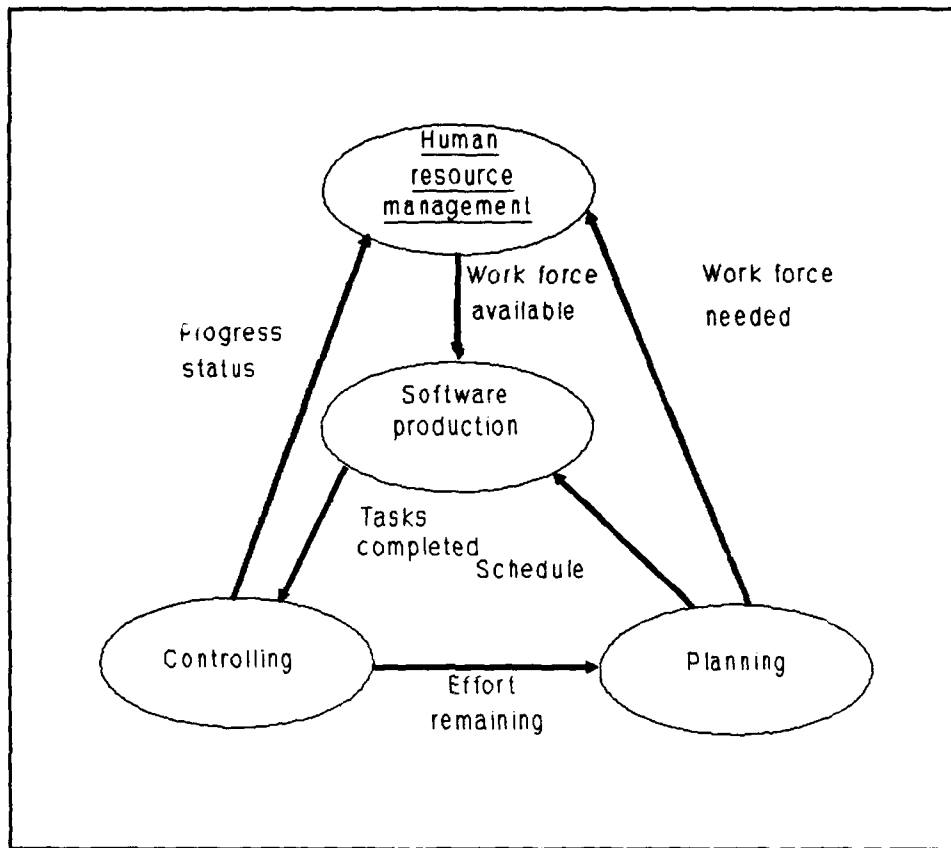 Human
resource
management
Work force
available
Work force
needed
Progress
status
Software
production
Tasks
completed
Schedule
Controlling
Planning
Effort
remaining